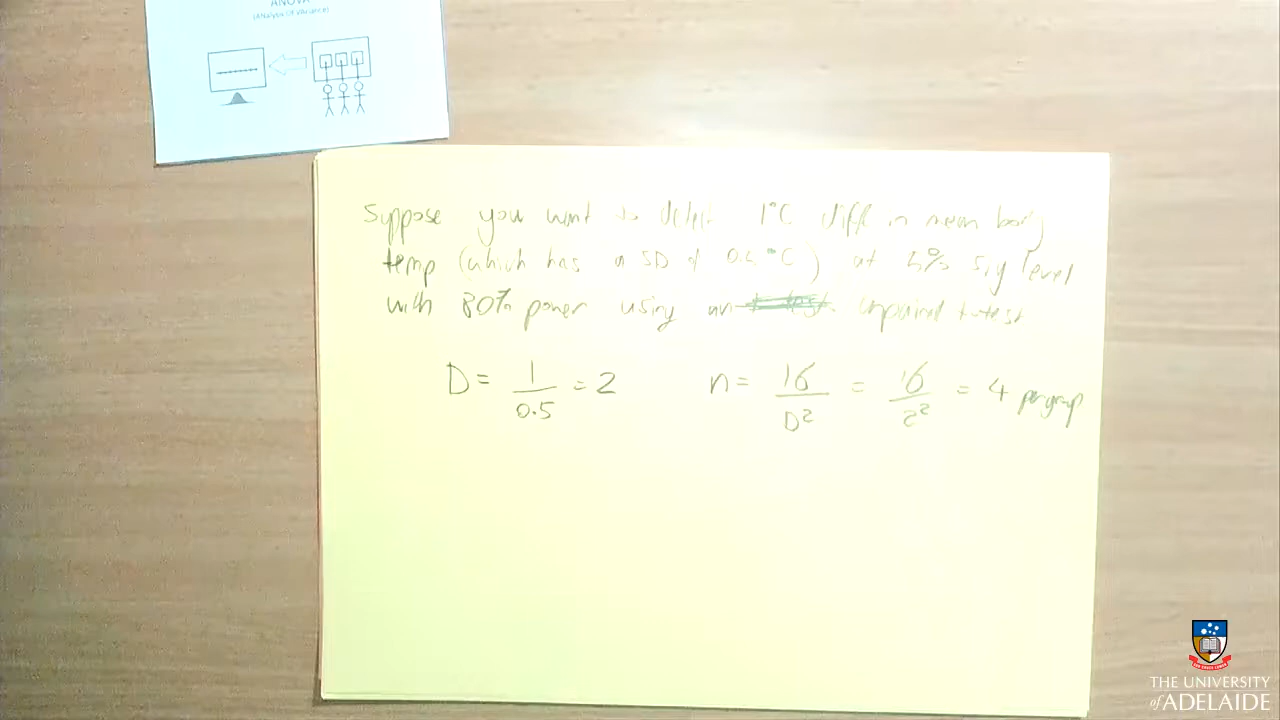 ANOVA
(Analysis of Variance)
Suppose you want to detect 1°C diff in mean body
temp (which has a SD of 0.5°C) at 5% sig level
with 80% power using an unpaired t-test
D = 1/0.5 = 2 n = 16/D² = 16/2² = 4 per group
THE UNIVERSITY
of ADELAIDE